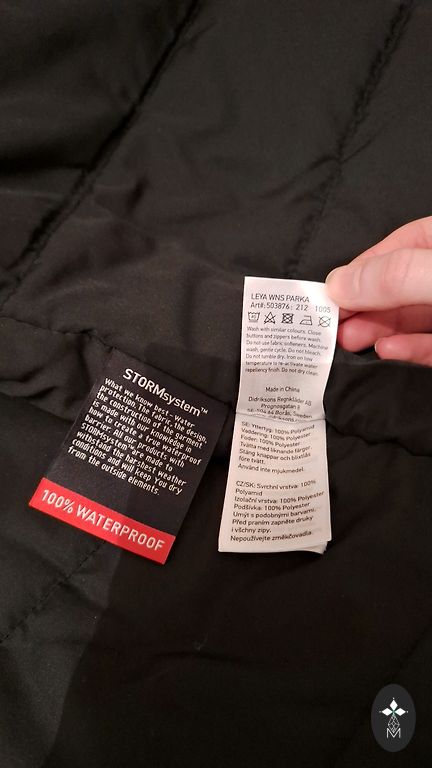 STORMsystem™
What we know best–water
protection. The edge, the design,
the construction of the garment
is made with our knowledge in
how to create a true waterproof
barrier. All our products with
STORMsystem™ are made to
withstand the harshest weather
conditions and will keep you dry
from the outside elements.
100% WATERPROOF
LEYA WNS PARKA
Art#: 503876; 212 1005
Wash with similar colours. Close
buttons and zippers before wash.
Do not use fabric softeners. Machine
wash, gentle cycle. Do not bleach.
Do not tumble dry. Iron on low
temperature to re-activate water
repellency finish. Do not dry clean.
Made in China
Didriksons Regnkläder AB
Prognosgatan
SE-504 64 Borås, Sweden
SE: Yttertyg: 100% Polyamid
Vaddering: 100% Polyester
Foder: 100% Polyester
Tvätta med liknande färger.
Stäng knappar och blixtlås
före tvätt.
Använd inte mjukmedel.
CZ/SK: Svrchní vrstva: 100%
Polyamid
Izolační vrstva: 100% Polyester
Podšívka: 100% Polyester
Umýt s podobnými barvami.
Před praním zapněte druky
i všechny zipy.
Nepoužívejte změkčovadla.
M